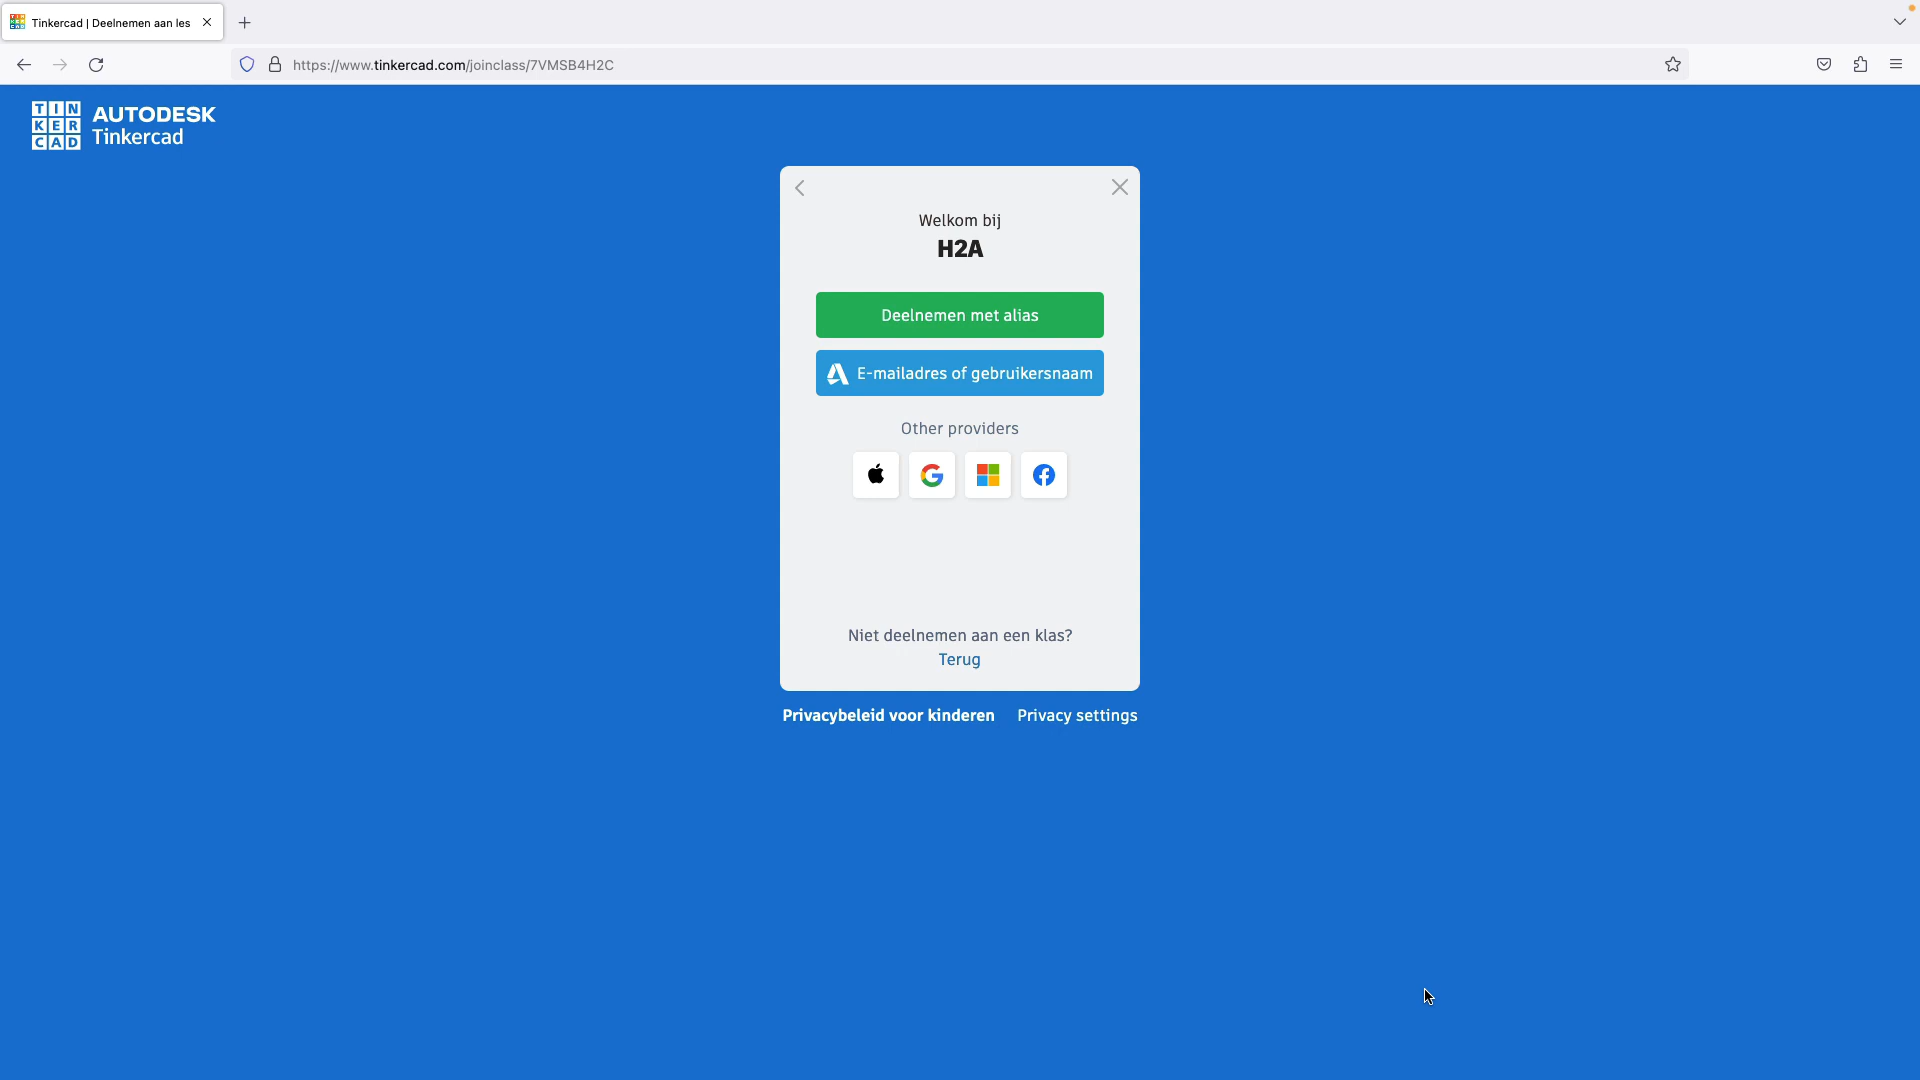 Tinkercad | Deelnemen aan les
https://www.tinkercad.com/joinclass/7VMSB4H2C
TIN
KER
CAD
AUTODESK
Tinkercad
Welkom bij
H2A
Deelnemen met alias
E-mailadres of gebruikersnaam
Other providers
Niet deelnemen aan een klas?
Terug
Privacybeleid voor kinderen
Privacy settings